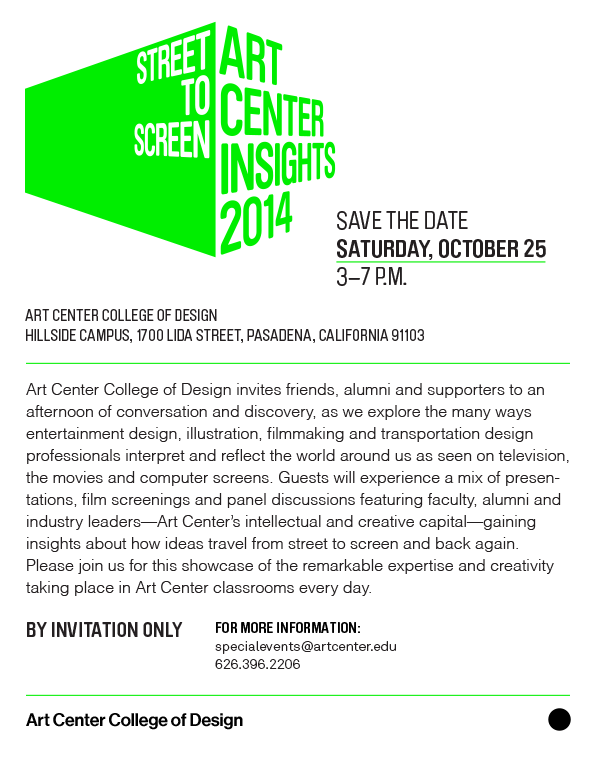 STREET
TO
SCREEN
ART
CENTER
INSIGHTS
2014
SAVE THE DATE
SATURDAY, OCTOBER 25
3–7 P.M.
ART CENTER COLLEGE OF DESIGN
HILLSIDE CAMPUS, 1700 LIDA STREET, PASADENA, CALIFORNIA 91103
Art Center College of Design invites friends, alumni and supporters to an
afternoon of conversation and discovery, as we explore the many ways
entertainment design, illustration, filmmaking and transportation design
professionals interpret and reflect the world around us as seen on television,
the movies and computer screens. Guests will experience a mix of presen-
tations, film screenings and panel discussions featuring faculty, alumni and
industry leaders—Art Center's intellectual and creative capital—gaining
insights about how ideas travel from street to screen and back again.
Please join us for this showcase of the remarkable expertise and creativity
taking place in Art Center classrooms every day.
BY INVITATION ONLY
FOR MORE INFORMATION:
specialevents@artcenter.edu
626.396.2206
Art Center College of Design